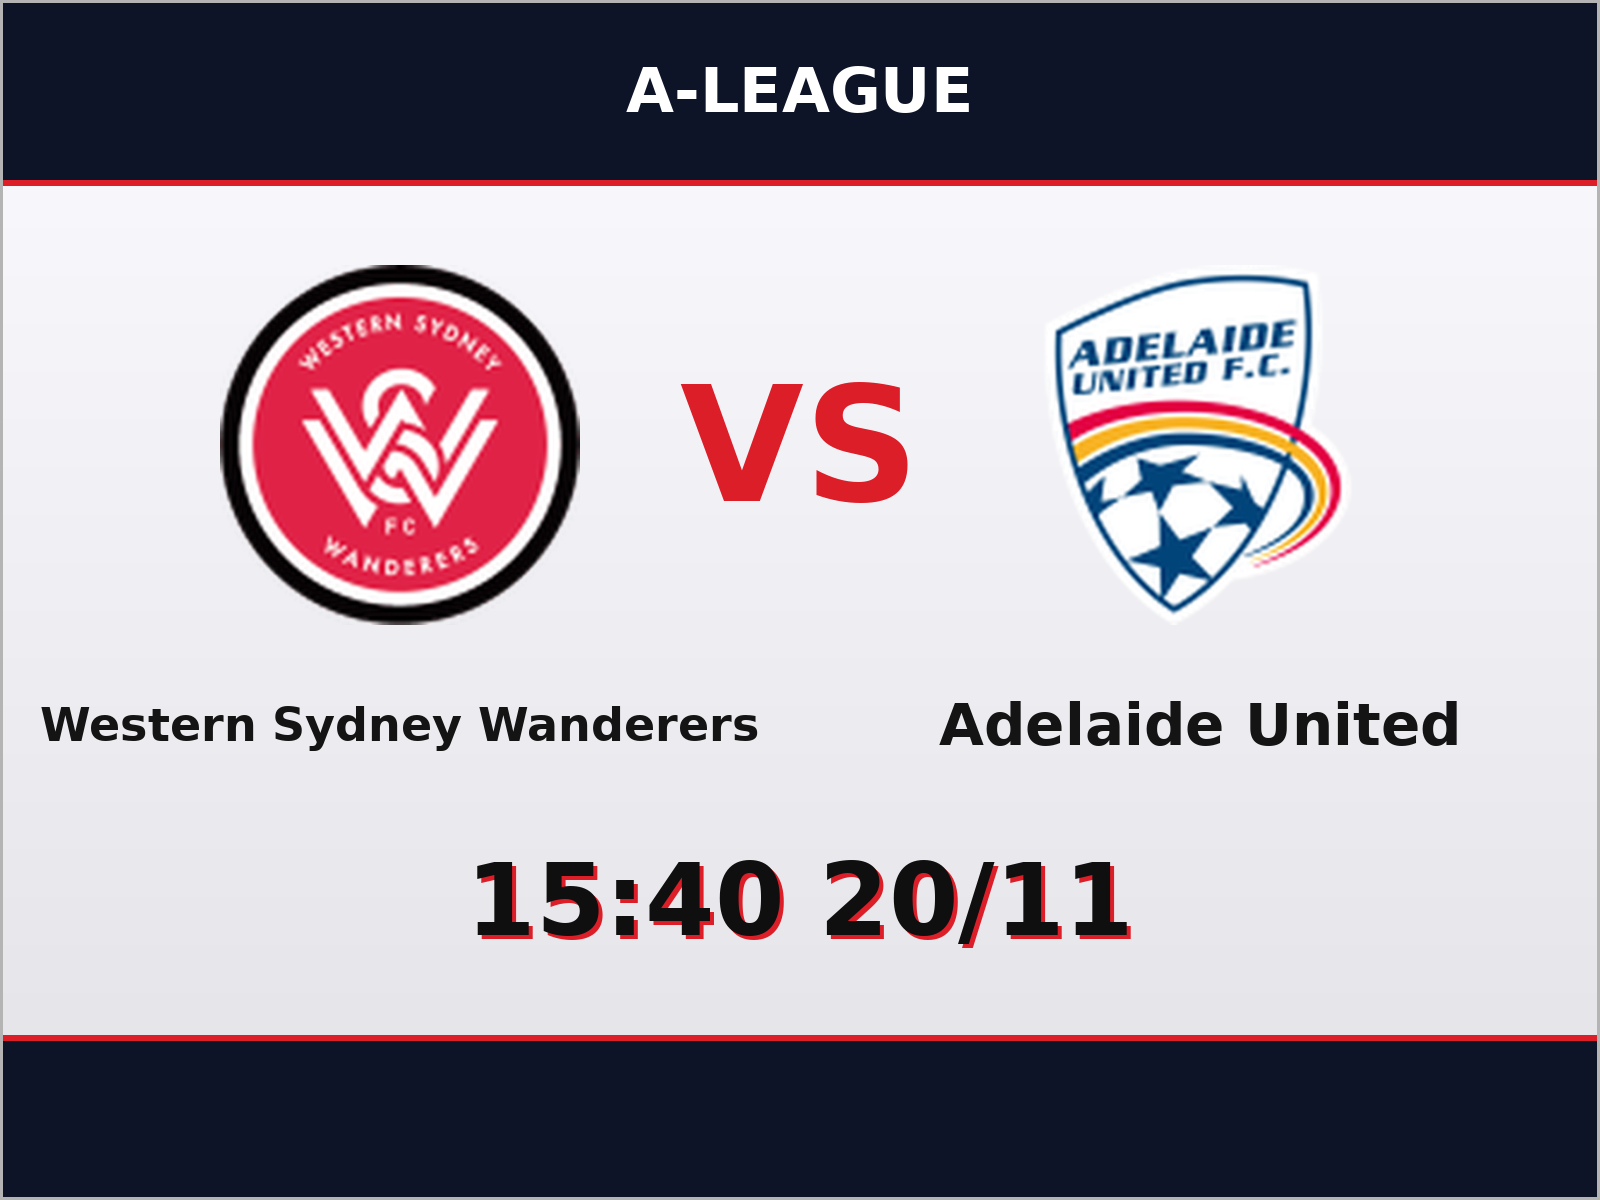 A-LEAGUE
WESTERN SYDNEY
FC
WANDERERS
VS
ADELAIDE
UNITED F.C.
Western Sydney Wanderers
Adelaide United
15:40 20/11